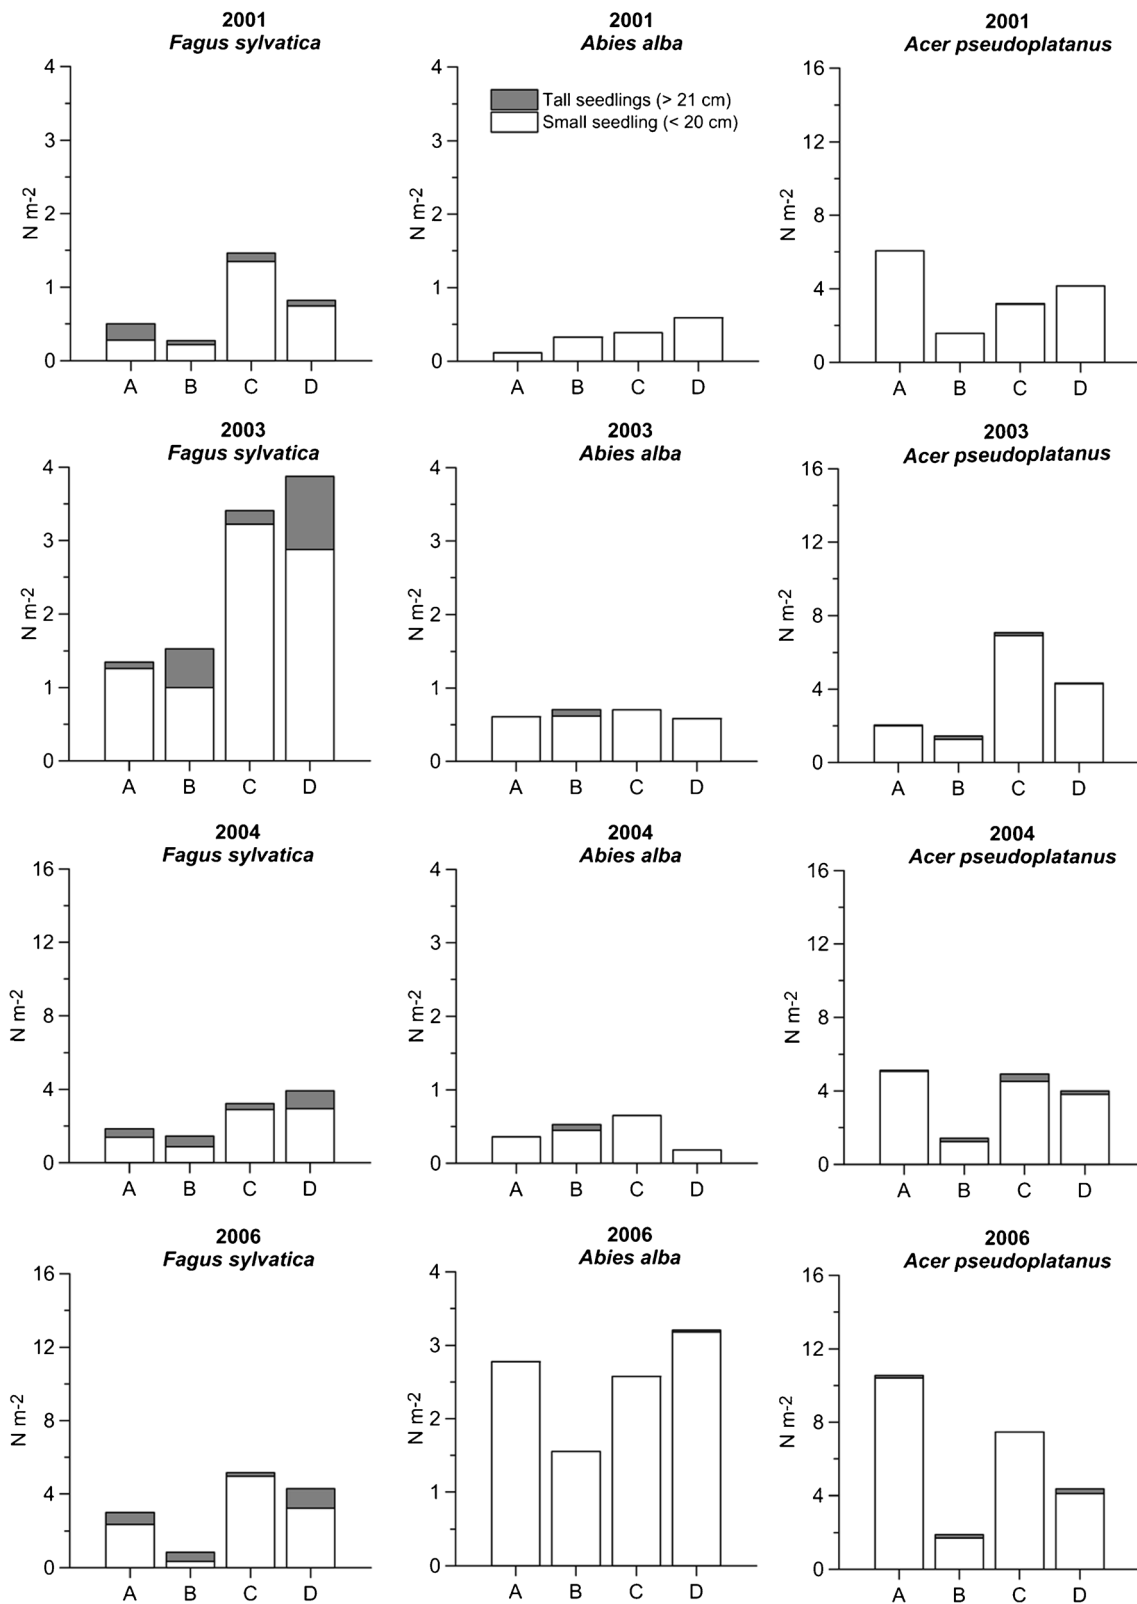 2001
Fagus sylvatica
4
3
2
1
0
N m-2
A B C D
2001
Abies alba
Tall seedlings (> 21 cm)
Small seedling (< 20 cm)
4
3
2
1
0
N m-2
A B C D
2001
Acer pseudoplatanus
16
12
8
4
0
N m-2
A B C D
2003
Fagus sylvatica
4
3
2
1
0
N m-2
A B C D
2003
Abies alba
4
3
2
1
0
N m-2
A B C D
2003
Acer pseudoplatanus
16
12
8
4
0
N m-2
A B C D
2004
Fagus sylvatica
16
12
8
4
0
N m-2
A B C D
2004
Abies alba
4
3
2
1
0
N m-2
A B C D
2004
Acer pseudoplatanus
16
12
8
4
0
N m-2
A B C D
2006
Fagus sylvatica
16
12
8
4
0
N m-2
A B C D
2006
Abies alba
4
3
2
1
0
N m-2
A B C D
2006
Acer pseudoplatanus
16
12
8
4
0
N m-2
A B C D